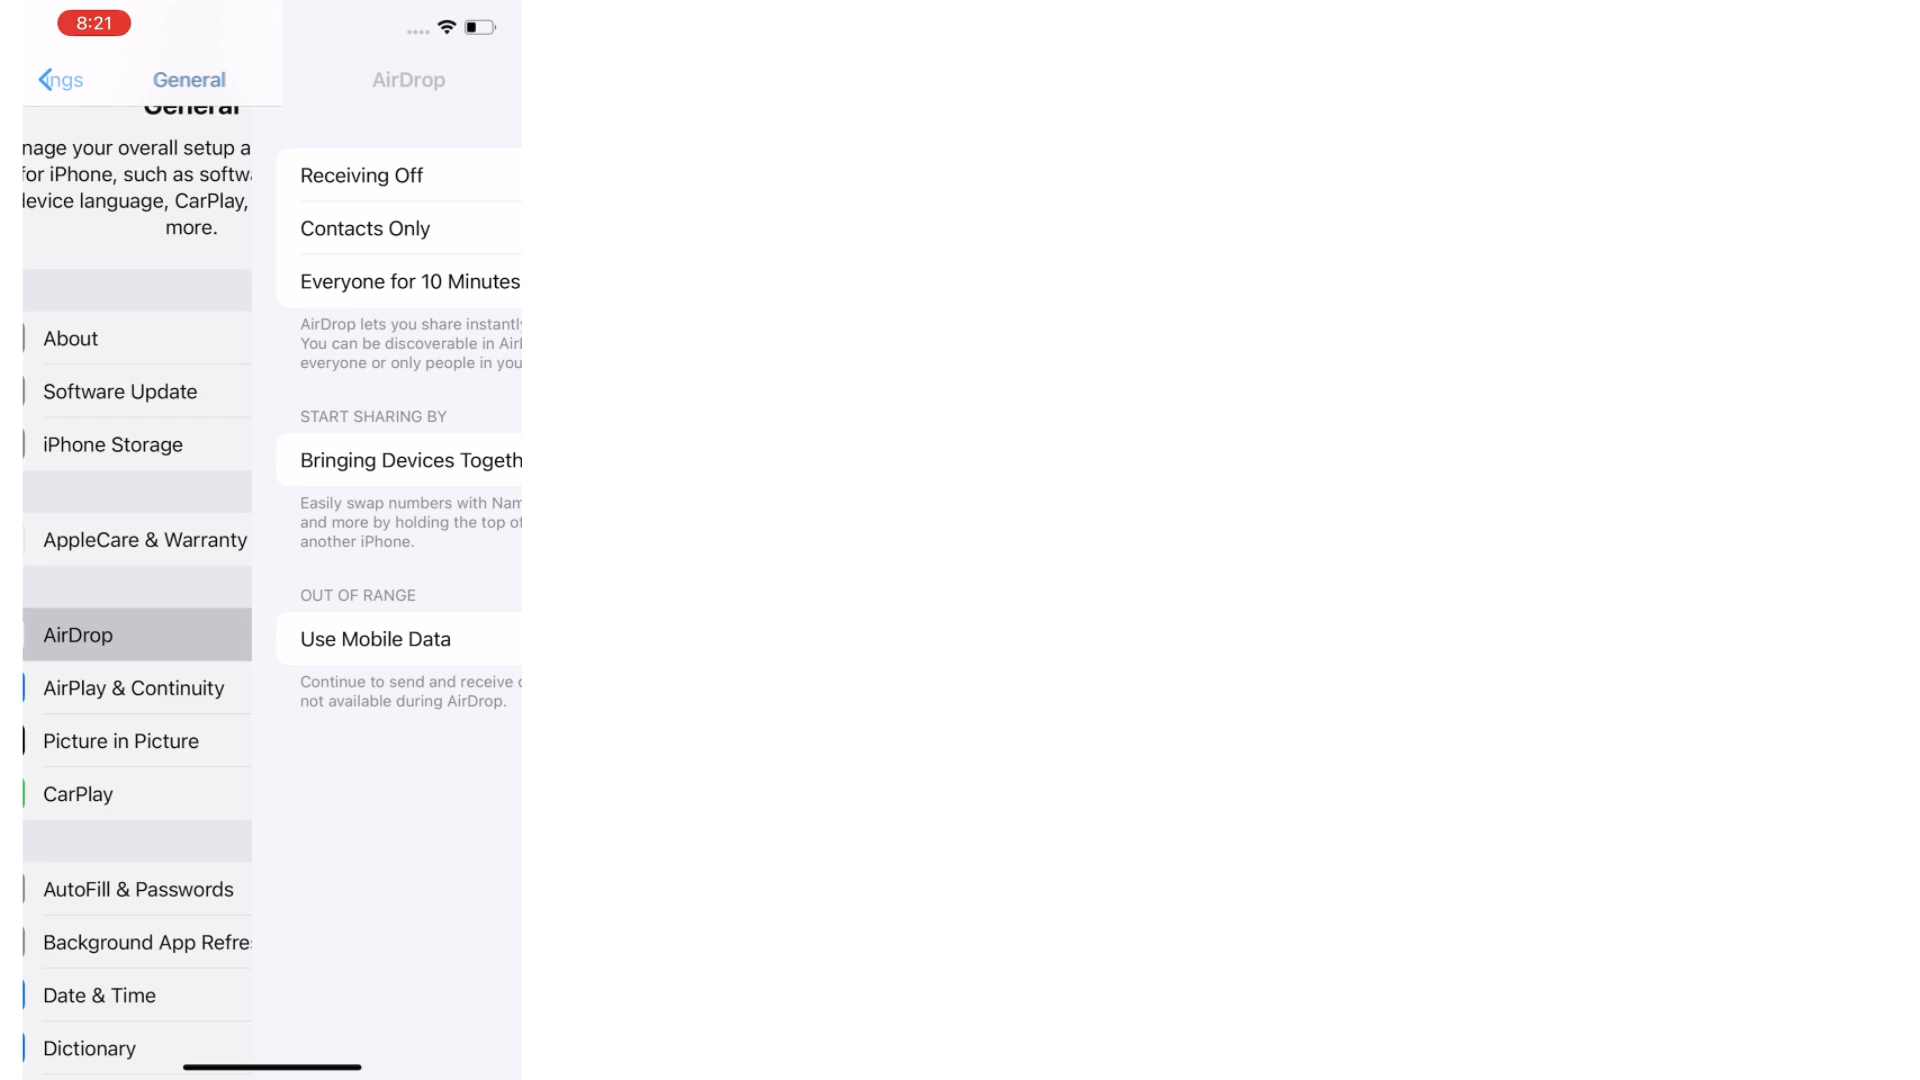 8:21
ings
General
AirDrop
General
nage your overall setup a
for iPhone, such as softw
device language, CarPlay,
more.
About
Software Update
iPhone Storage
AppleCare & Warranty
AirDrop
AirPlay & Continuity
Picture in Picture
CarPlay
AutoFill & Passwords
Background App Refre
Date & Time
Dictionary
Receiving Off
Contacts Only
Everyone for 10 Minutes
AirDrop lets you share instantly
You can be discoverable in Air
everyone or only people in you
START SHARING BY
Bringing Devices Togeth
Easily swap numbers with Nam
and more by holding the top of
another iPhone.
OUT OF RANGE
Use Mobile Data
Continue to send and receive
not available during AirDrop.